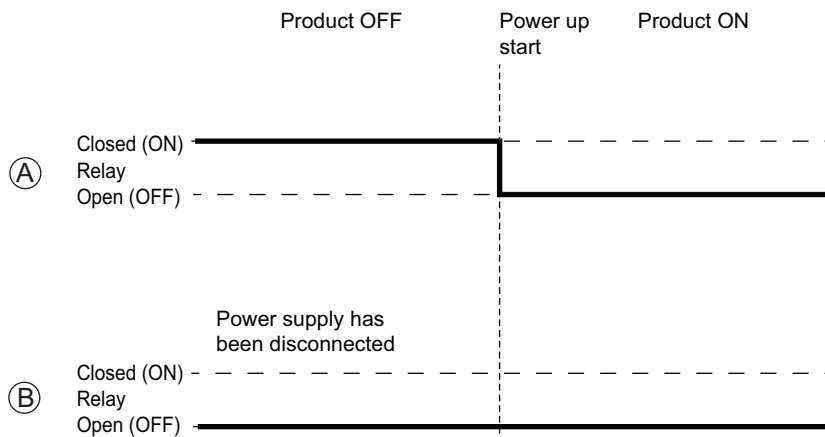 Product OFF
Power up
start
Product ON
A
Closed (ON)
Relay
Open (OFF)
Power supply has
been disconnected
B
Closed (ON)
Relay
Open (OFF)